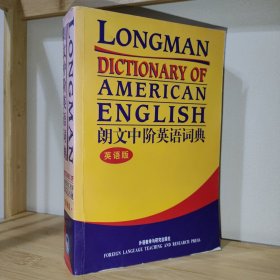 LONGMAN
DICTIONARY OF
AMERICAN
ENGLISH
朗文中阶英语词典
英语版
外语教学与研究出版社
FOREIGN LANGUAGE TEACHING AND RESEARCH PRESS
LONGMAN